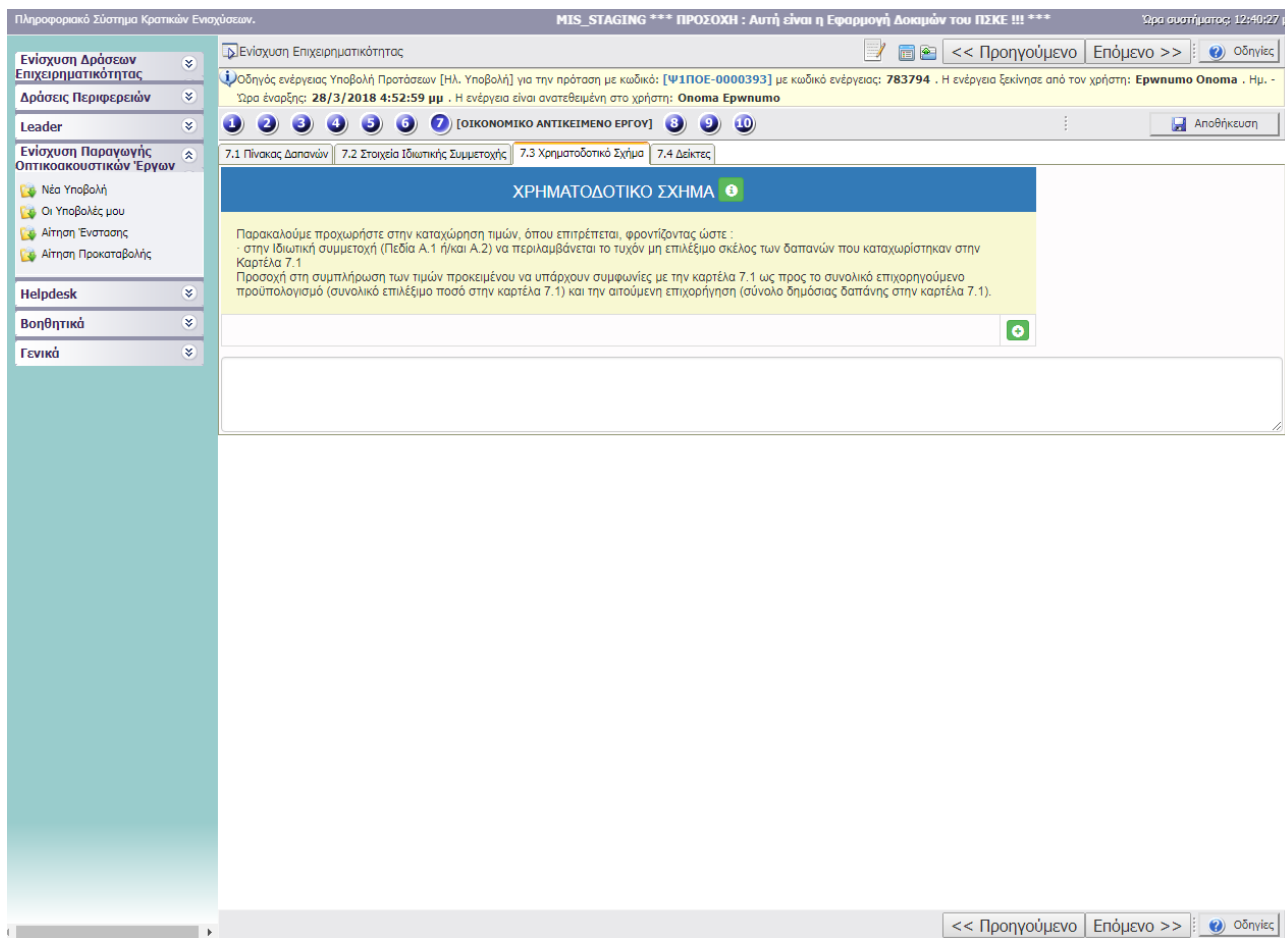 Πληροφοριακό Σύστημα Κρατικών Ενισχύσεων.
MIS_STAGING *** ΠΡΟΣΟΧΗ : Αυτή είναι η Εφαρμογή Δοκιμών του ΠΣΚΕ !!! ***
Ώρα συστήματος: 12:40:27 μ
Ενίσχυση Δράσεων
Επιχειρηματικότητας
Δράσεις Περιφερειών
Leader
Ενίσχυση Παραγωγής
Οπτικοακουστικών Έργων
Νέα Υποβολή
Οι Υποβολές μου
Αίτηση Ένστασης
Αίτηση Προκαταβολής
Helpdesk
Βοηθητικά
Γενικά
Ενίσχυση Επιχειρηματικότητας
<< Προηγούμενο
Επόμενο >>
Οδηγίες
Οδηγός ενέργειας Υποβολή Προτάσεων [Ηλ. Υποβολή] για την πρόταση με κωδικό: [Ψ1ΠΟΕ-0000393] με κωδικό ενέργειας: 783794 . Η ενέργεια ξεκίνησε από τον χρήστη: Epwnumo Onoma . Ημ. -
Ώρα έναρξης: 28/3/2018 4:52:59 μμ . Η ενέργεια είναι ανατεθειμένη στο χρήστη: Onoma Epwnumo
1 2 3 4 5 6 7 [ΟΙΚΟΝΟΜΙΚΟ ΑΝΤΙΚΕΙΜΕΝΟ ΕΡΓΟΥ] 8 9 10
Αποθήκευση
7.1 Πίνακας Δαπανών
7.2 Στοιχεία Ιδιωτικής Συμμετοχής
7.3 Χρηματοδοτικό Σχήμα
7.4 Δείκτες
ΧΡΗΜΑΤΟΔΟΤΙΚΟ ΣΧΗΜΑ
Παρακαλούμε προχωρήστε στην καταχώρηση τιμών, όπου επιτρέπεται, φροντίζοντας ώστε :
· στην Ιδιωτική συμμετοχή (Πεδία Α.1 ή/και Α.2) να περιλαμβάνεται το τυχόν μη επιλέξιμο σκέλος των δαπανών που καταχωρίστηκαν στην
Καρτέλα 7.1
Προσοχή στη συμπλήρωση των τιμών προκειμένου να υπάρχουν συμφωνίες με την καρτέλα 7.1 ως προς το συνολικό επιχορηγούμενο
προϋπολογισμό (συνολικό επιλέξιμο ποσό στην καρτέλα 7.1) και την αιτούμενη επιχορήγηση (σύνολο δημόσιας δαπάνης στην καρτέλα 7.1).
<< Προηγούμενο
Επόμενο >>
Οδηγίες